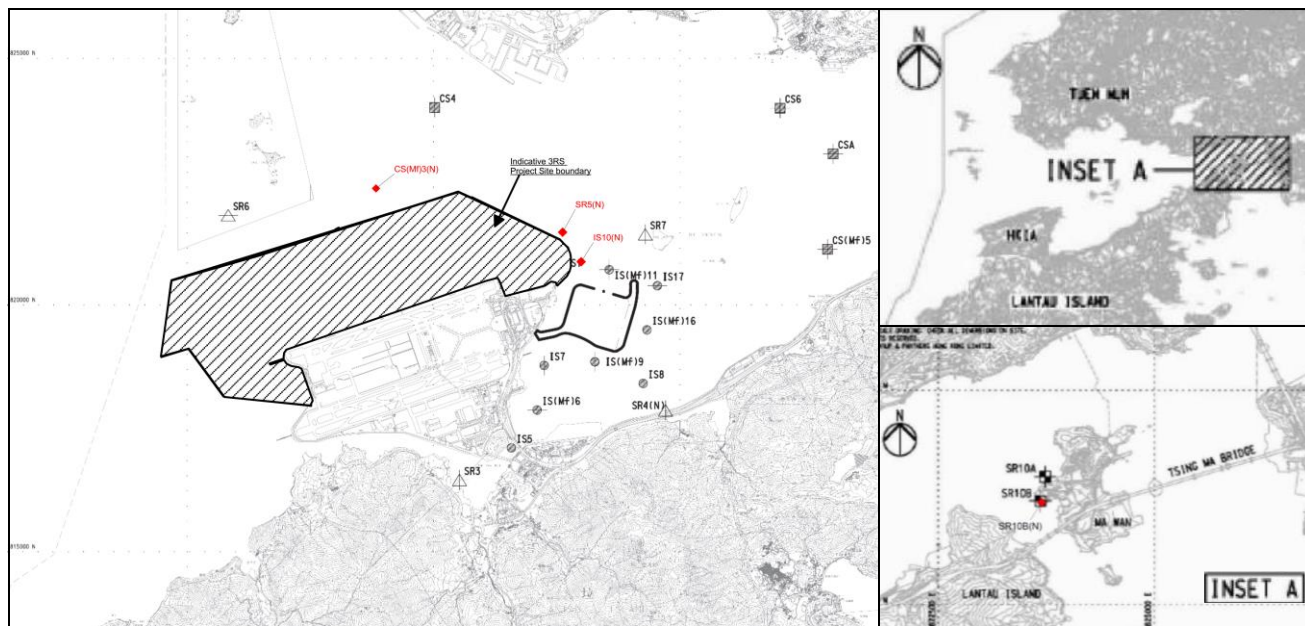 825000 N
CS4
CS6
CSA
Indicative 3RS
Project Site boundary
CS(Mf)3(N)
SR5(N)
SR6
SR7
IS10(N)
CS(Mf)5
IS(Mf)11
IS17
820000 N
IS(Mf)16
IS7
IS(Mf)9
IS8
IS(Mf)6
SR4(N)
IS5
SR3
815000 N
N
TUEN MUN
INSET A
HKIA
LANTAU ISLAND
N
SR10A
SR10B
SR10B(N)
TSING MA BRIDGE
MA WAN
LANTAU ISLAND
INSET A